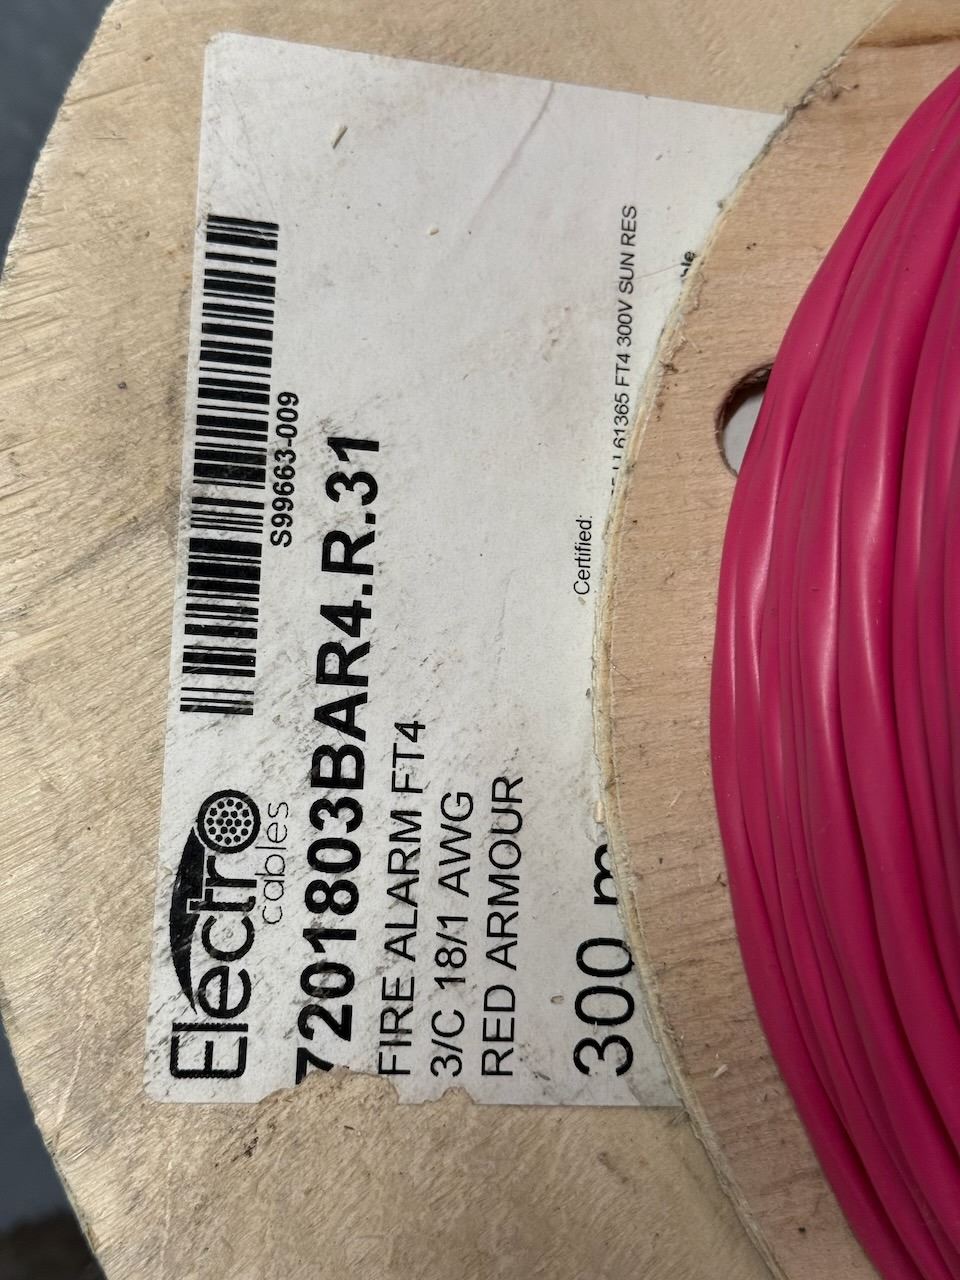 Electro
cables
S99663-009
7201803BAR4.R.31
FIRE ALARM FT4
3/C 18/1 AWG
RED ARMOUR
300 m
Certified:
61365 FT4 300V SUN RES